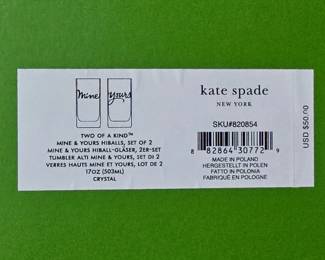 Mine
Yours
TWO OF A KIND™
MINE & YOURS HIBALLS, SET OF 2
MINE & YOURS HIBALL-GLÄSER, 2ER-SET
TUMBLER ALTI MINE & YOURS, SET DI 2
VERRES HAUTS MINE ET YOURS, LOT DE 2
17OZ (503ML)
CRYSTAL
kate spade
NEW YORK
SKU#820854
8 82864 30772 9
MADE IN POLAND
HERGESTELLT IN POLEN
FATTO IN POLONIA
FABRIQUÉ EN POLOGNE
USD $50.00